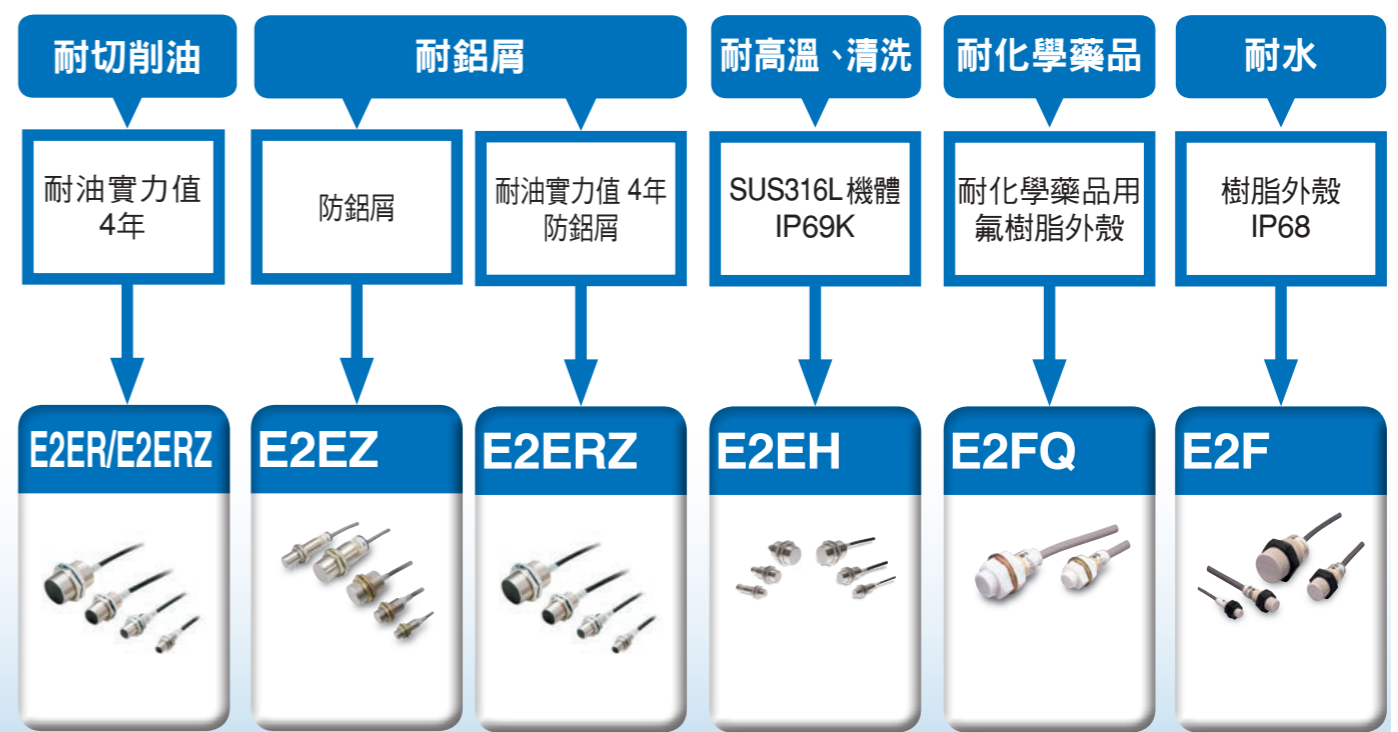 耐切削油
耐鋁屑
耐高溫、清洗
耐化學藥品
耐水
耐油實力值
4年
防鋁屑
耐油實力值 4年
防鋁屑
SUS316L 機體
IP69K
耐化學藥品用
氟樹脂外殼
樹脂外殼
IP68
E2ER/E2ERZ
E2EZ
E2ERZ
E2EH
E2FQ
E2F